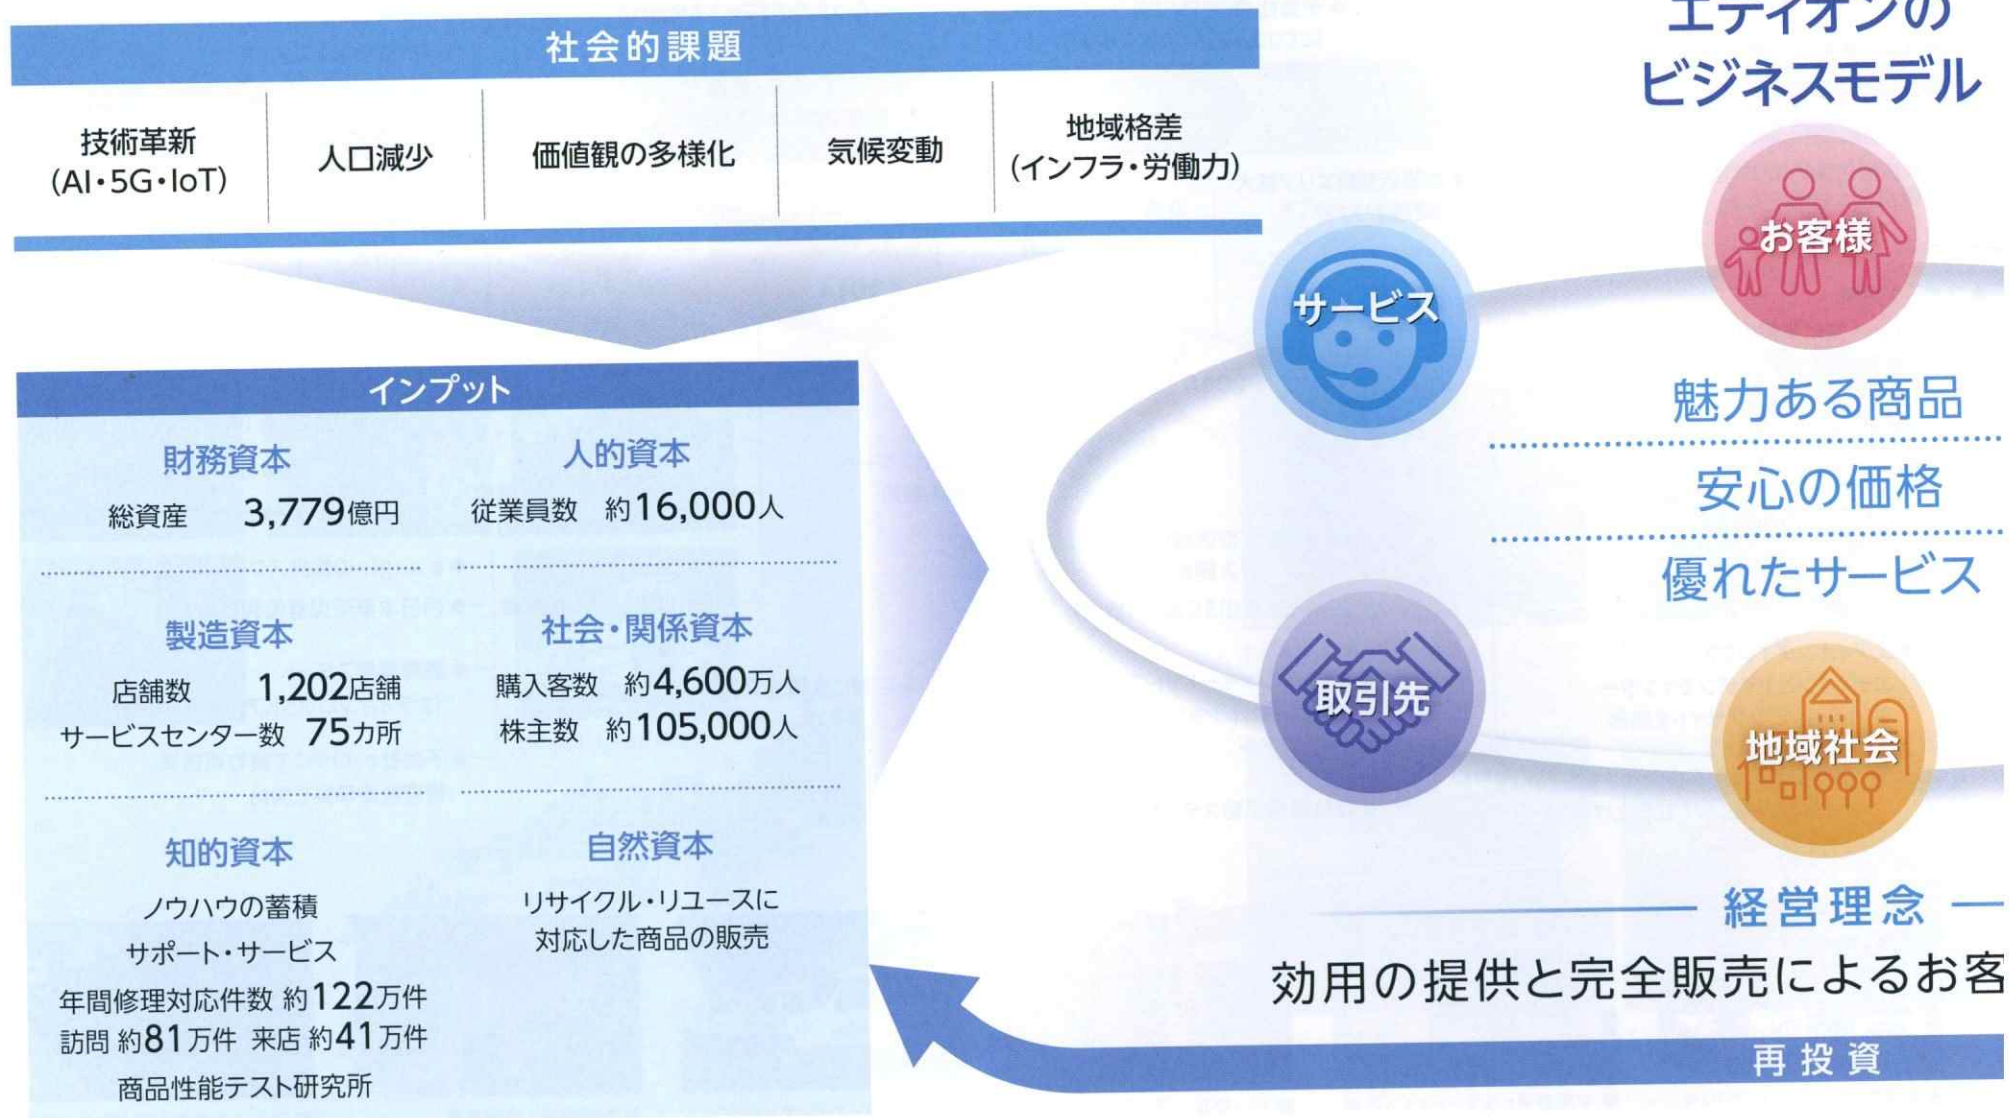 社会的課題
技術革新
(AI・5G・IoT)
人口減少
価値観の多様化
気候変動
地域格差
(インフラ・労働力)
インプット
財務資本
総資産 3,779億円
人的資本
従業員数 約16,000人
製造資本
店舗数 1,202店舗
サービスセンター数 75カ所
社会・関係資本
購入客数 約4,600万人
株主数 約105,000人
知的資本
ノウハウの蓄積
サポート・サービス
年間修理対応件数 約122万件
訪問 約81万件 来店 約41万件
商品性能テスト研究所
自然資本
リサイクル・リユースに
対応した商品の販売
エディオンの
ビジネスモデル
お客様
サービス
魅力ある商品
安心の価格
優れたサービス
取引先
地域社会
経営理念
効用の提供と完全販売によるお客
再投資